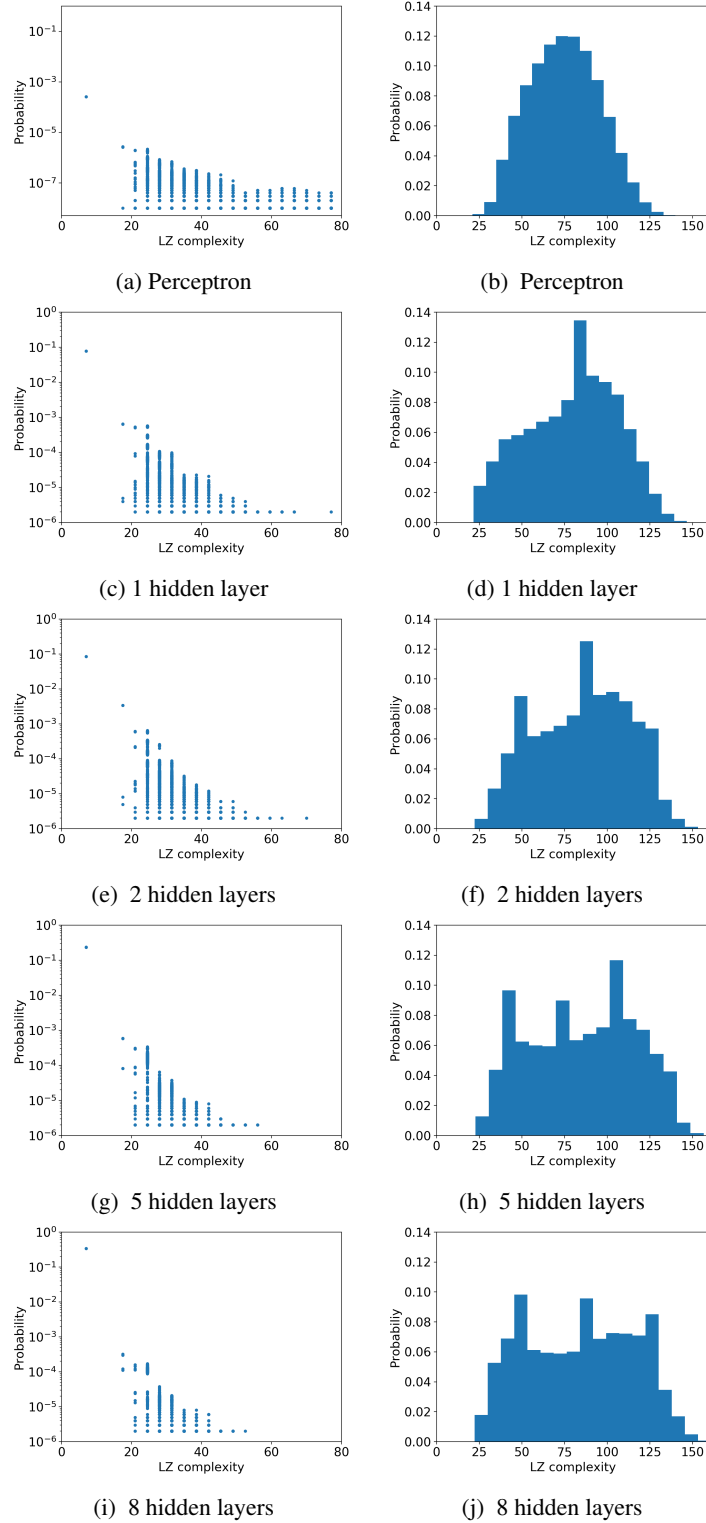 10⁻¹
10⁻³
10⁻⁵
10⁻⁷
Probability
0 20 40 60 80
LZ complexity
(a) Perceptron
0.14
0.12
0.10
0.08
0.06
0.04
0.02
0.00
Probabiliy
0 25 50 75 100 125 150
LZ complexity
(b) Perceptron
10⁰
10⁻¹
10⁻²
10⁻³
10⁻⁴
10⁻⁵
10⁻⁶
Probability
0 20 40 60 80
LZ complexity
(c) 1 hidden layer
0.14
0.12
0.10
0.08
0.06
0.04
0.02
0.00
Probabiliy
0 25 50 75 100 125 150
LZ complexity
(d) 1 hidden layer
10⁰
10⁻¹
10⁻²
10⁻³
10⁻⁴
10⁻⁵
10⁻⁶
Probability
0 20 40 60 80
LZ complexity
(e) 2 hidden layers
0.14
0.12
0.10
0.08
0.06
0.04
0.02
0.00
Probabiliy
0 25 50 75 100 125 150
LZ complexity
(f) 2 hidden layers
10⁰
10⁻¹
10⁻²
10⁻³
10⁻⁴
10⁻⁵
10⁻⁶
Probability
0 20 40 60 80
LZ complexity
(g) 5 hidden layers
0.14
0.12
0.10
0.08
0.06
0.04
0.02
0.00
Probabiliy
0 25 50 75 100 125 150
LZ complexity
(h) 5 hidden layers
10⁰
10⁻¹
10⁻²
10⁻³
10⁻⁴
10⁻⁵
10⁻⁶
Probability
0 20 40 60 80
LZ complexity
(i) 8 hidden layers
0.14
0.12
0.10
0.08
0.06
0.04
0.02
0.00
Probabiliy
0 25 50 75 100 125 150
LZ complexity
(j) 8 hidden layers